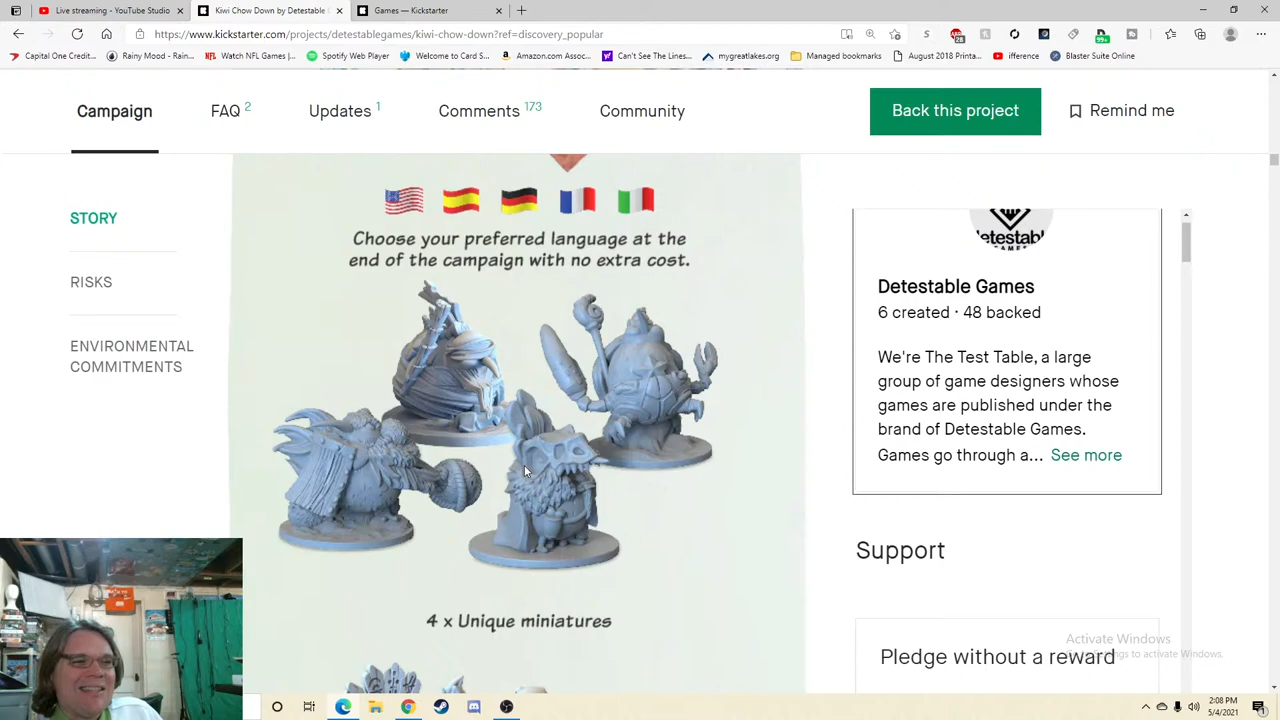 Live streaming - YouTube Studio
Kiwi Chow Down by Detestable G
Games — Kickstarter
https://www.kickstarter.com/projects/detestablegames/kiwi-chow-down?ref=discovery_popular
28
99+
Capital One Credit...
Rainy Mood - Rainy...
Watch NFL Games |...
Spotify Web Player
Welcome to Card S...
Amazon.com Assoc...
Can't See The Lines...
mygreatlakes.org
Managed bookmarks
August 2018 Printa...
ifference
Blaster Suite Online
Campaign
FAQ 2
Updates 1
Comments 173
Community
Back this project
Remind me
STORY
RISKS
ENVIRONMENTAL
COMMITMENTS
Choose your preferred language at the
end of the campaign with no extra cost.
4 x Unique miniatures
Detestable Games
6 created · 48 backed
We're The Test Table, a large
group of game designers whose
games are published under the
brand of Detestable Games.
Games go through a... See more
Support
Pledge without a reward
Activate Windows
to activate Windows.
2:08 PM
5/4/2021